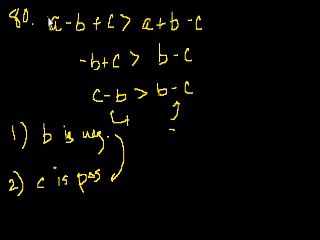 80. a-b+c > a+b-c
-b+c > b-c
c-b > b-c
+ -
1) b is neg.
2) c is pos